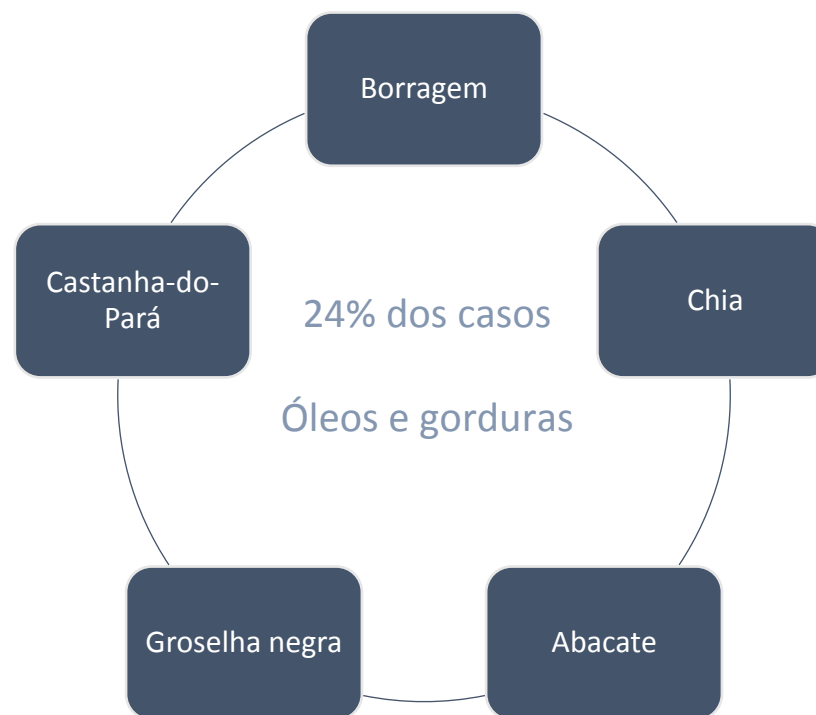 Borragem
Castanha-do-
Pará
Chia
24% dos casos
Óleos e gorduras
Groselha negra
Abacate